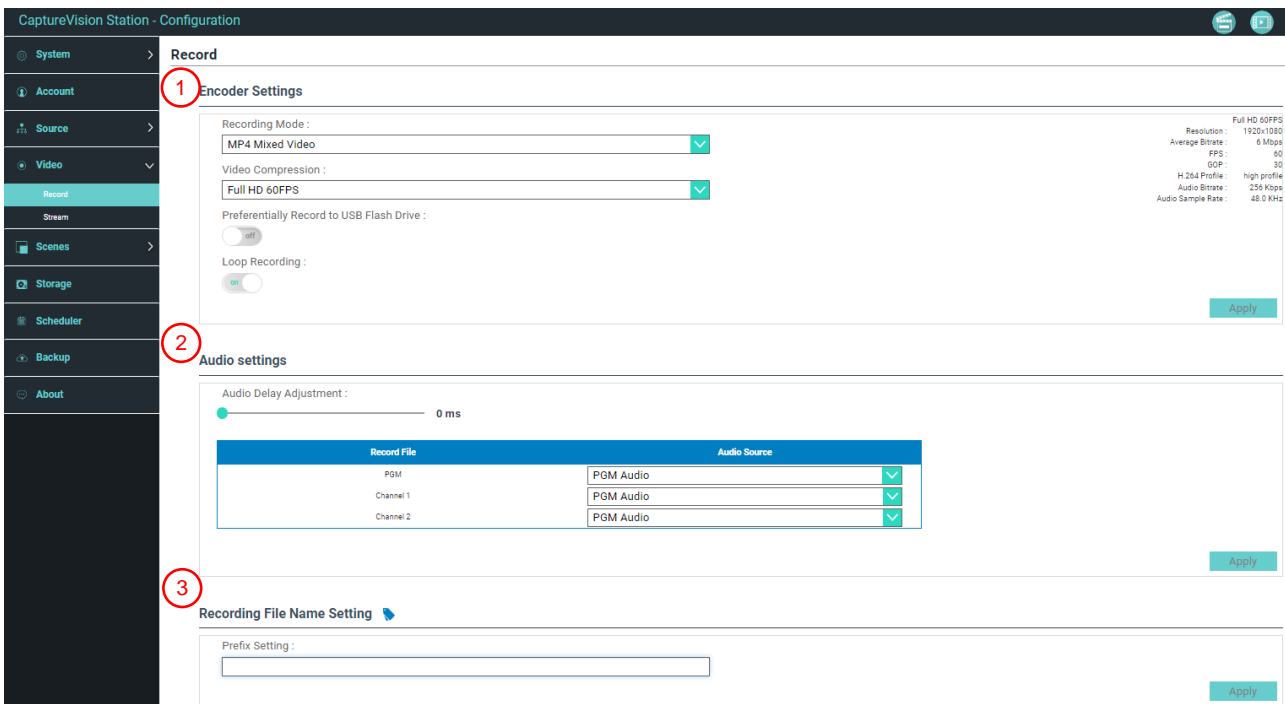 CaptureVision Station - Configuration
System
Account
Source
Video
Record
Stream
Scenes
Storage
Scheduler
Backup
About
Record
1
Encoder Settings
Recording Mode :
MP4 Mixed Video
Video Compression :
Full HD 60FPS
Preferentially Record to USB Flash Drive :
off
Loop Recording :
on
Full HD 60FPS
Resolution : 1920x1080
Average Bitrate : 6 Mbps
FPS : 60
GOP : 30
H.264 Profile : high profile
Audio Bitrate : 256 Kbps
Audio Sample Rate : 48.0 KHz
Apply
2
Audio settings
Audio Delay Adjustment :
0 ms
Record File Audio Source
PGM PGM Audio
Channel 1 PGM Audio
Channel 2 PGM Audio
Apply
3
Recording File Name Setting
Prefix Setting :
Apply